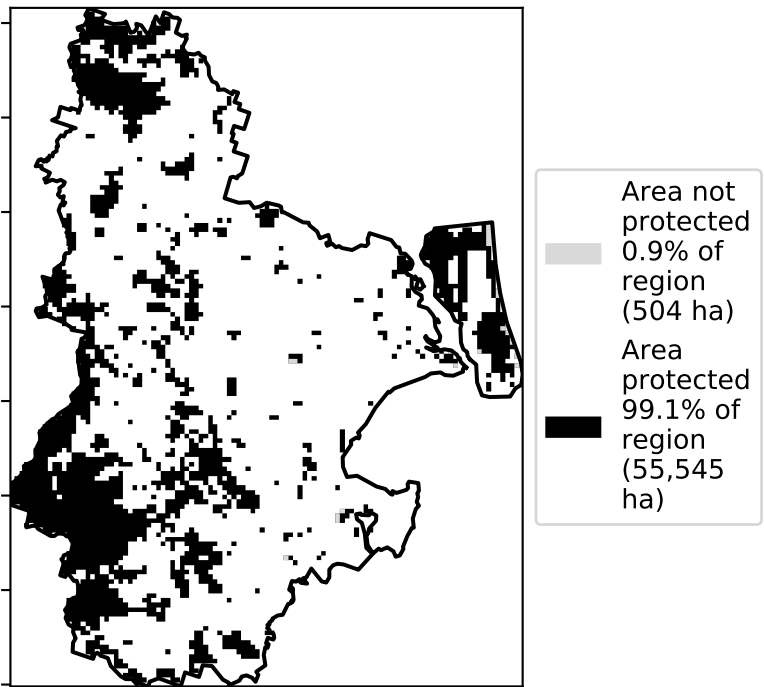 Area not
protected
0.9% of
region
(504 ha)
Area
protected
99.1% of
region
(55,545
ha)